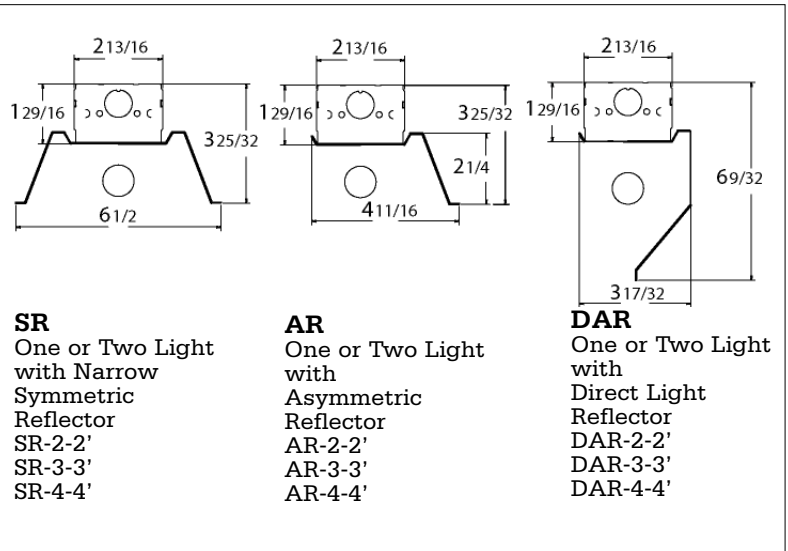 2 13/16
1 29/16
3 25/32
6 1/2
2 13/16
1 29/16
3 25/32
2 1/4
4 11/16
2 13/16
1 29/16
6 9/32
3 17/32
SR
One or Two Light
with Narrow
Symmetric
Reflector
SR-2-2’
SR-3-3’
SR-4-4’
AR
One or Two Light
with
Asymmetric
Reflector
AR-2-2’
AR-3-3’
AR-4-4’
DAR
One or Two Light
with
Direct Light
Reflector
DAR-2-2’
DAR-3-3’
DAR-4-4’